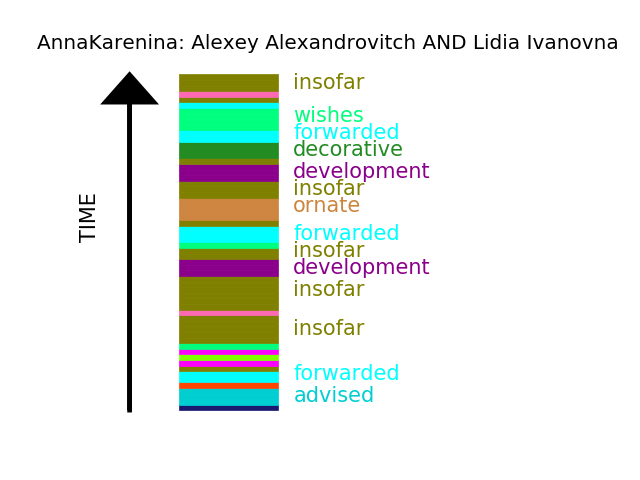 AnnaKarenina: Alexey Alexandrovitch AND Lidia Ivanovna
TIME
insofar
wishes
forwarded
decorative
development
insofar
ornate
forwarded
insofar
development
insofar
insofar
forwarded
advised